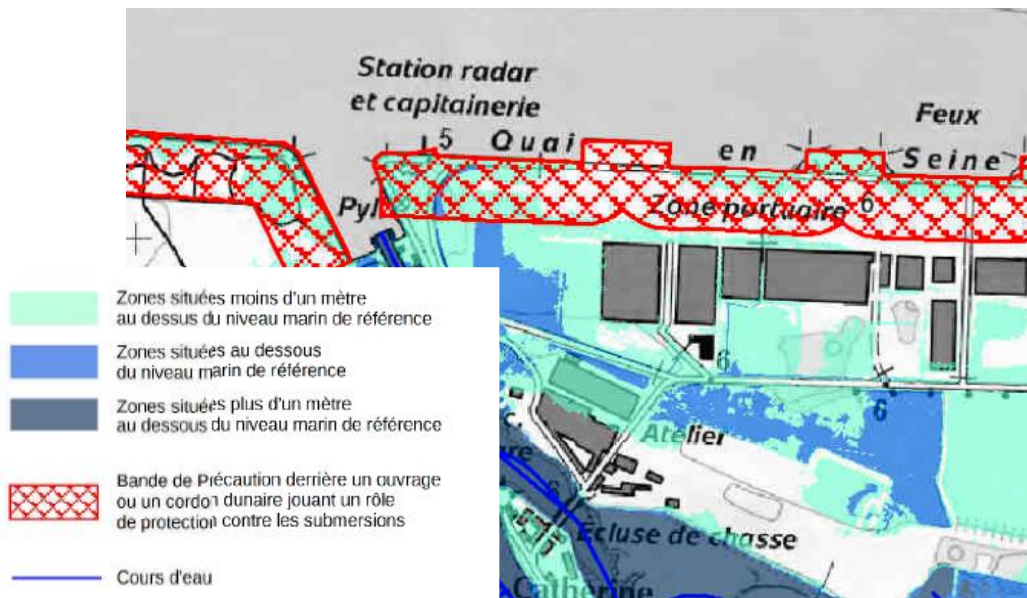 Station radar
et capitainerie
5
Quai en Seine
Feux
Pyl
Zone portuaire
6
6
6
Atelier
Écluse de chasse
Catherine
Zones situées moins d'un mètre
au dessus du niveau marin de référence
Zones situées au dessous
du niveau marin de référence
Zones situées plus d'un mètre
au dessous du niveau marin de référence
Bande de Précaution derrière un ouvrage
ou un cordon dunaire jouant un rôle
de protection contre les submersions
Cours d'eau